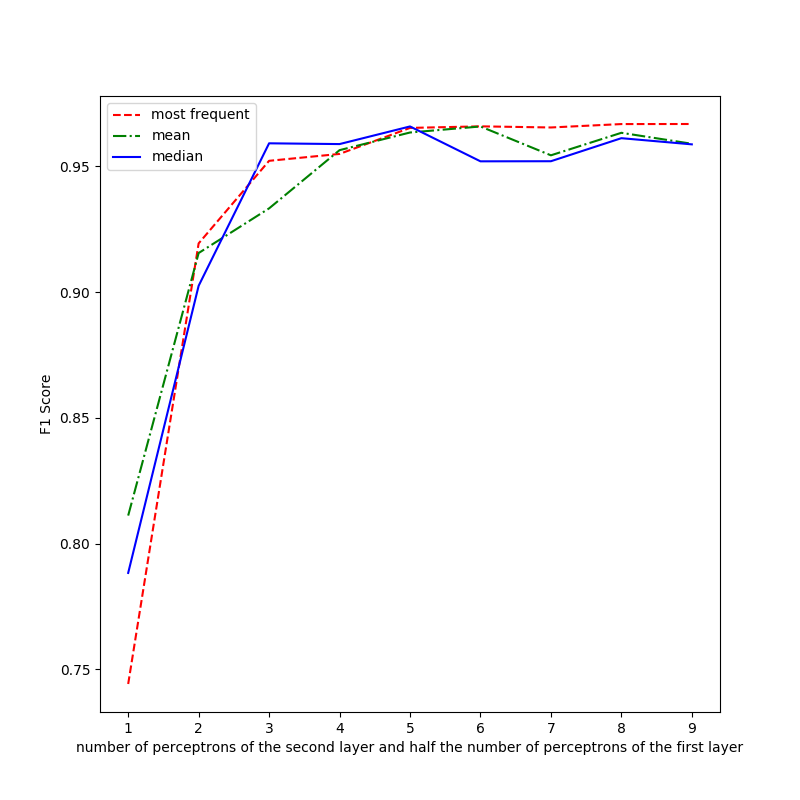 most frequent
mean
median
0.95
0.90
0.85
0.80
0.75
F1 Score
1 2 3 4 5 6 7 8 9
number of perceptrons of the second layer and half the number of perceptrons of the first layer